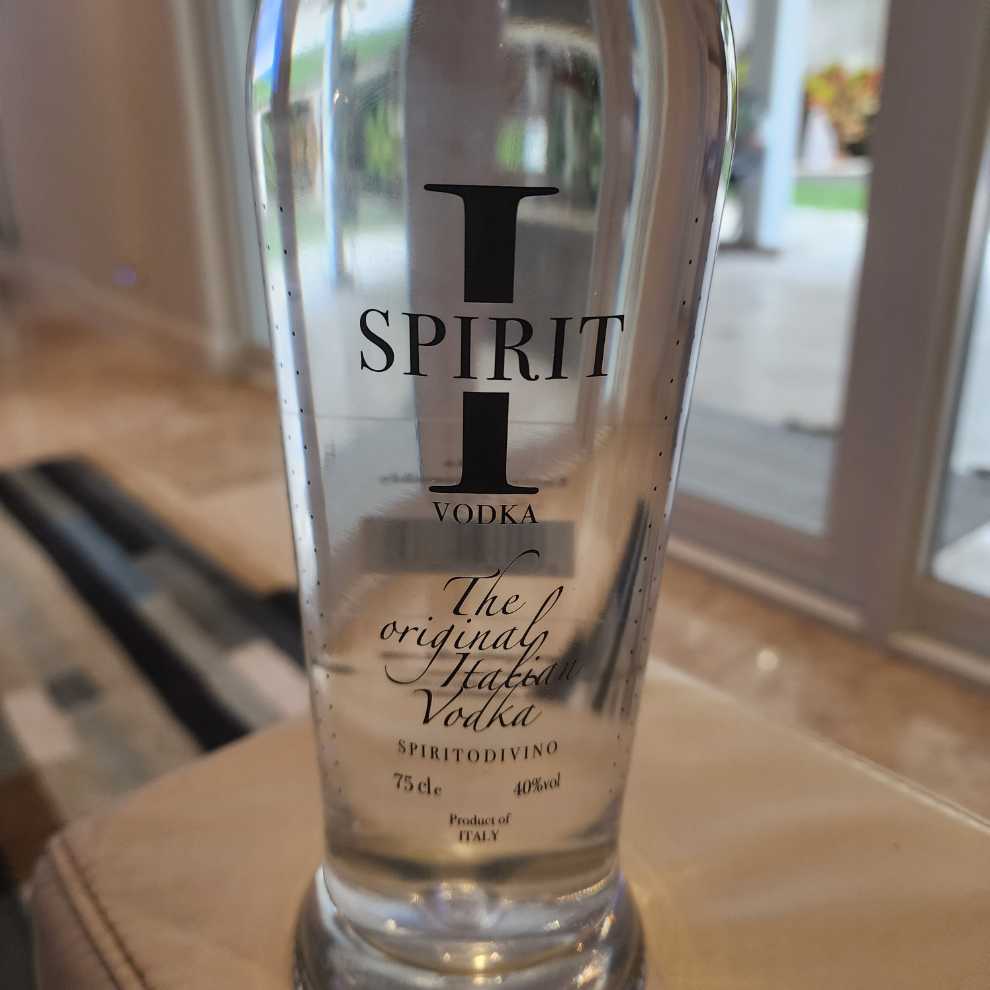 I
SPIRIT
VODKA
The
original
Italian
Vodka
SPIRITODIVINO
75 cl e 40%vol
Product of
ITALY